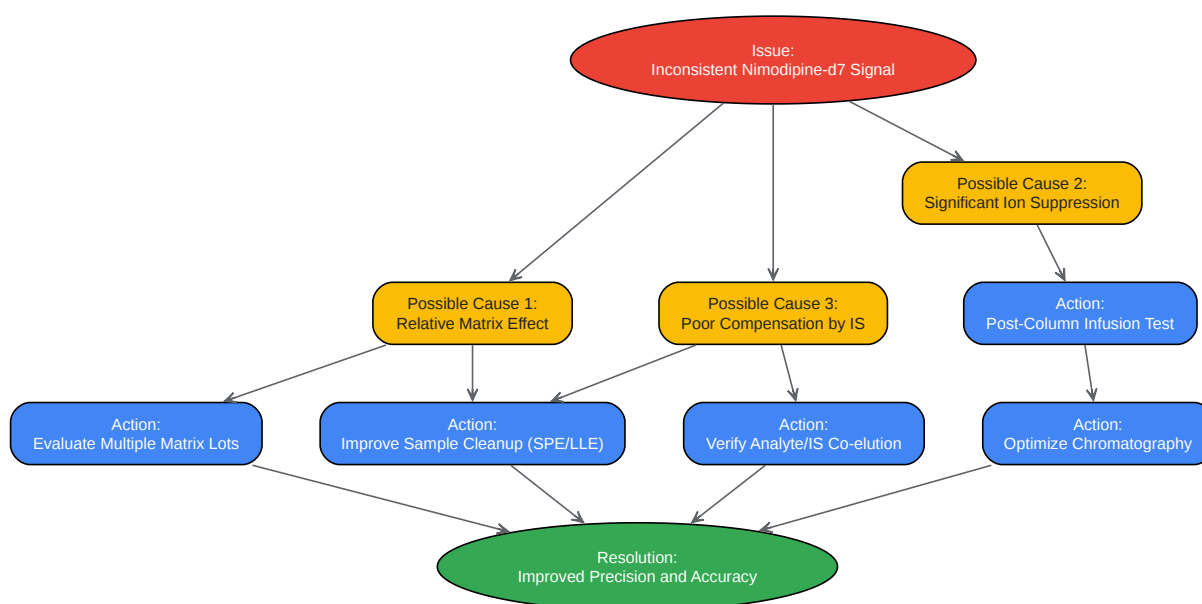 Issue:
Inconsistent Nimodipine-d7 Signal
Possible Cause 2:
Significant Ion Suppression
Possible Cause 1:
Relative Matrix Effect
Possible Cause 3:
Poor Compensation by IS
Action:
Post-Column Infusion Test
Action:
Evaluate Multiple Matrix Lots
Action:
Improve Sample Cleanup (SPE/LLE)
Action:
Verify Analyte/IS Co-elution
Action:
Optimize Chromatography
Resolution:
Improved Precision and Accuracy